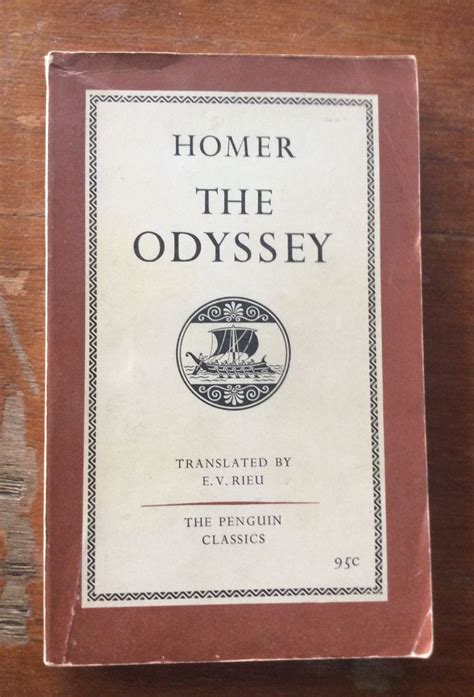 HOMER
THE
ODYSSEY
TRANSLATED BY
E. V. RIEU
THE PENGUIN
CLASSICS
95c